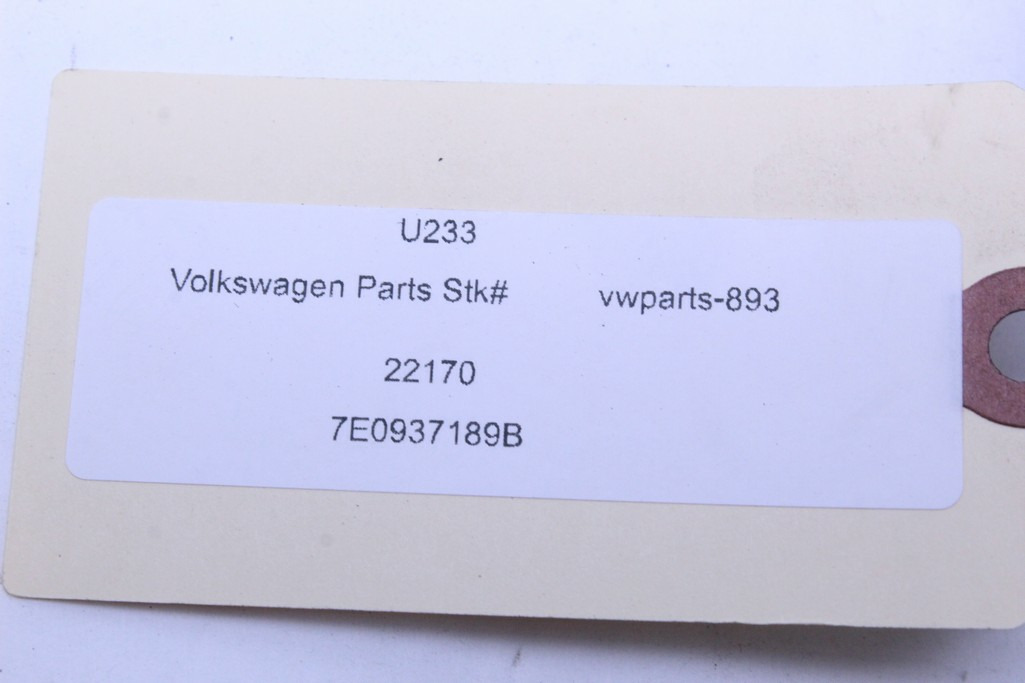 U233
Volkswagen Parts Stk# vwparts-893
22170
7E0937189B